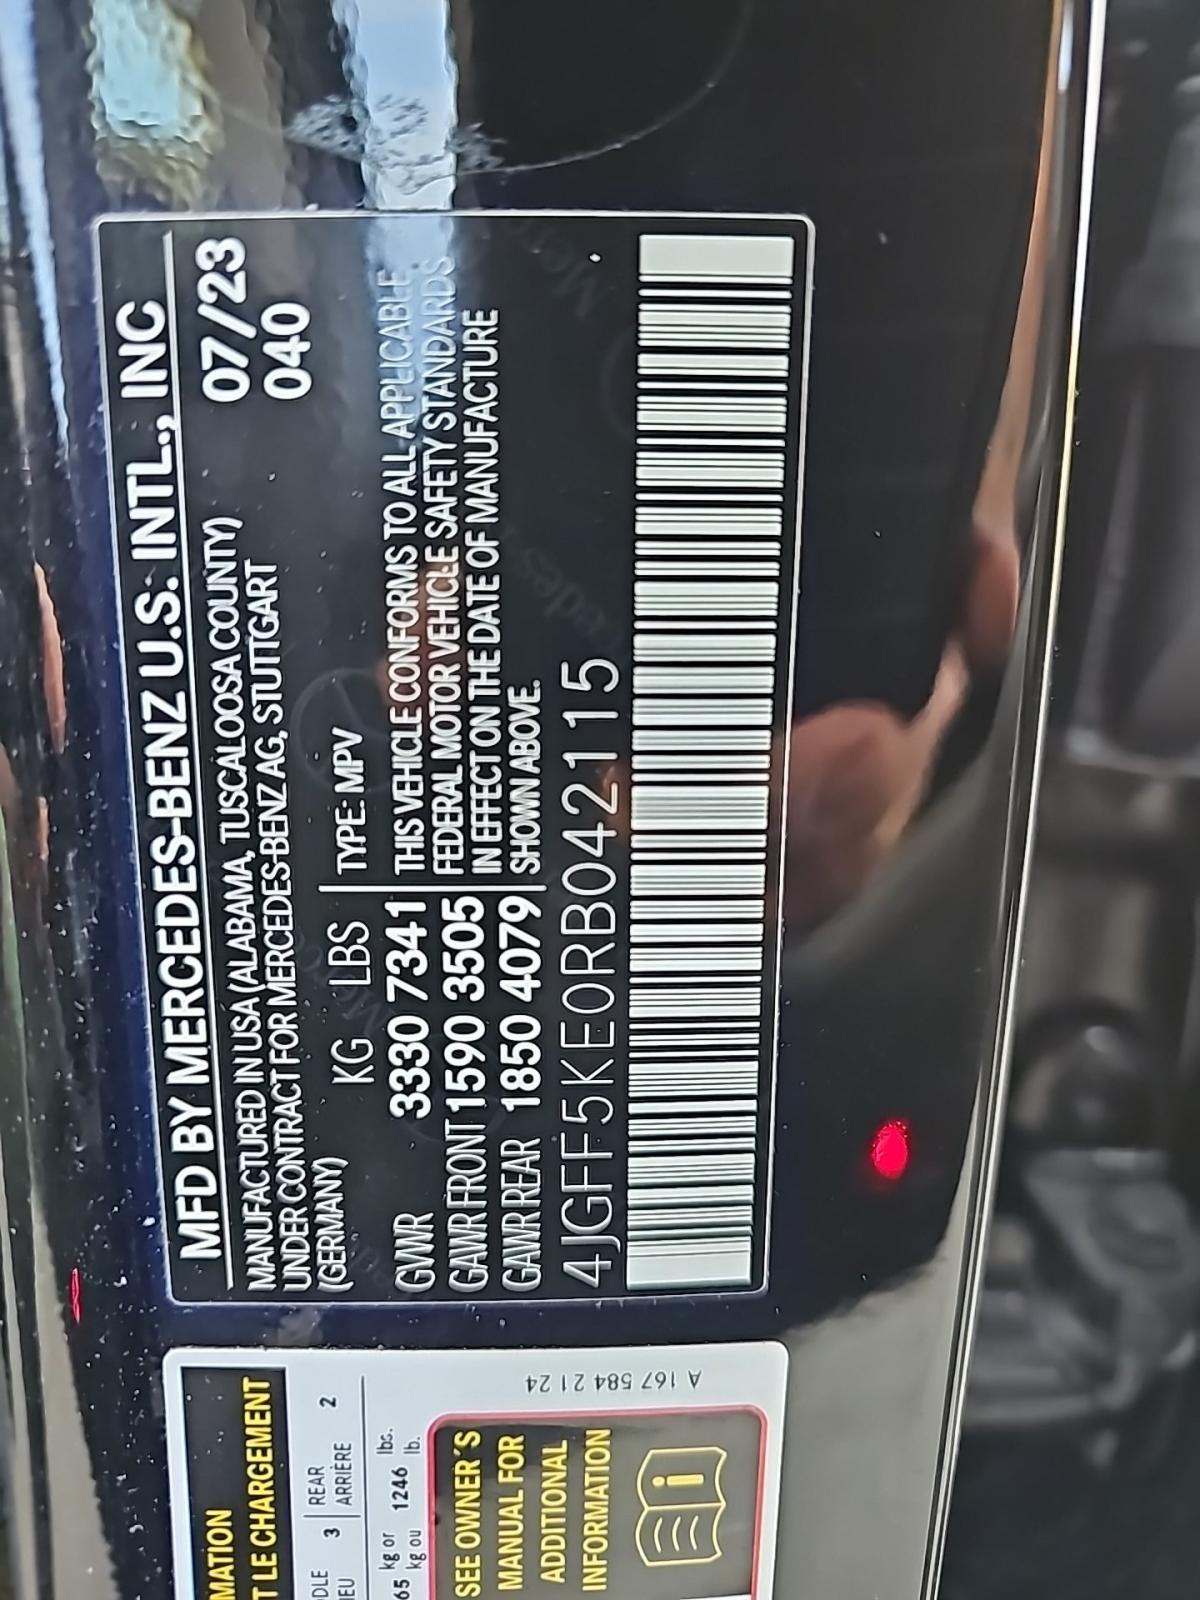 MFD BY MERCEDES-BENZ U.S. INTL., INC
MANUFACTURED IN USA (ALABAMA, TUSCALOOSA COUNTY) 07//23
UNDER CONTRACT FOR MERCEDES-BENZ AG, STUTTGART 040
(GERMANY)
KG LBS TYPE: MPV
GVWR 3330 7341 THIS VEHICLE CONFORMS TO ALL APPLICABLE
GAWR FRONT 1590 3505 FEDERAL MOTOR VEHICLE SAFETY STANDARDS
GAWR REAR 1850 4079 IN EFFECT ON THE DATE OF MANUFACTURE
SHOWN ABOVE.
4JGFF5KE0RB042115
MATION
T LE CHARGEMENT
DLE 3 REAR 2
IEU ARRIÈRE
65 kg or 1246 lbs.
kg ou lb.
SEE OWNER'S
MANUAL FOR
ADDITIONAL
INFORMATION
A 167 584 21 24